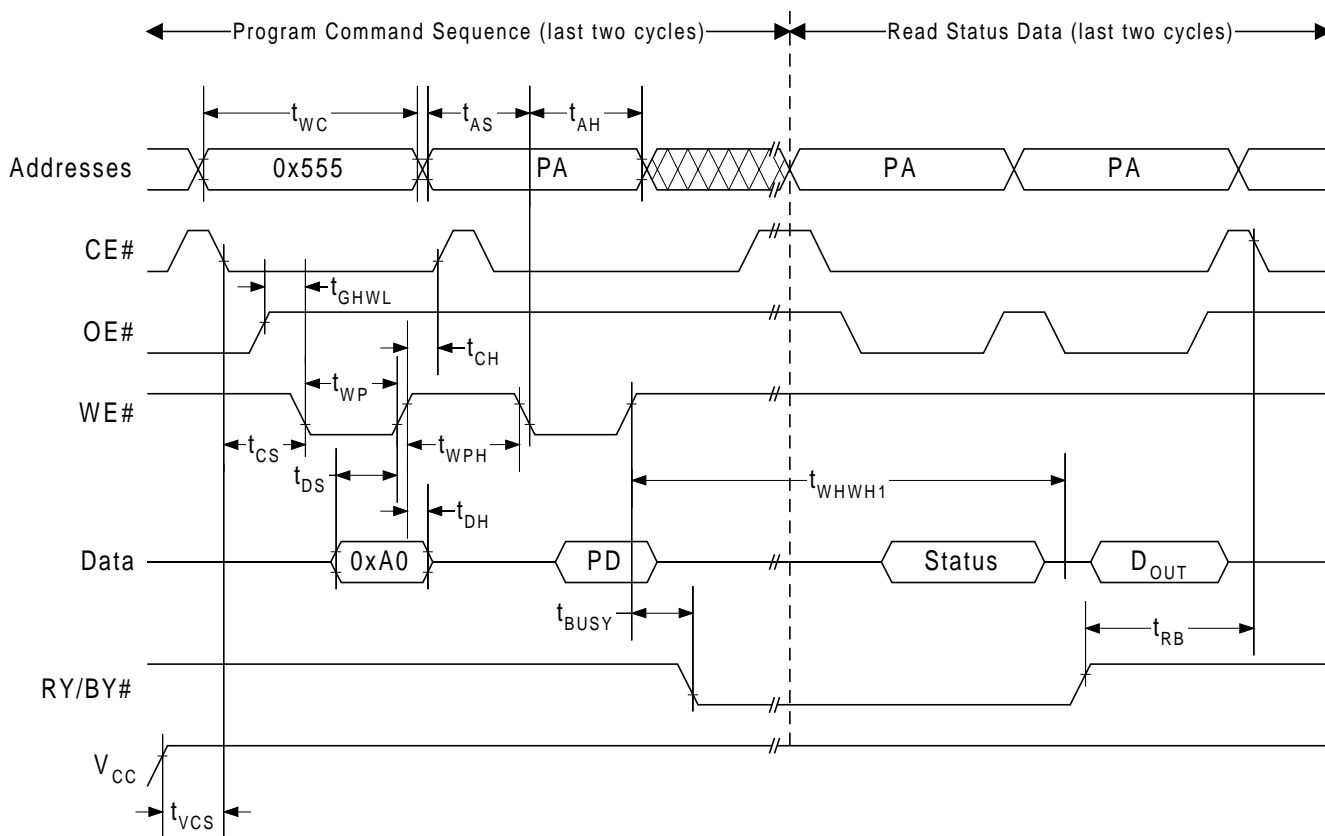 Program Command Sequence (last two cycles) Read Status Data (last two cycles)
tWC tAS tAH
Addresses 0x555 PA PA PA
CE#
tGHWL
OE#
tCH
tWP
WE#
tCS tWPH
tDS tWHWH1
tDH
Data 0xA0 PD Status DOUT
tBUSY tRB
RY/BY#
VCC
tVCS